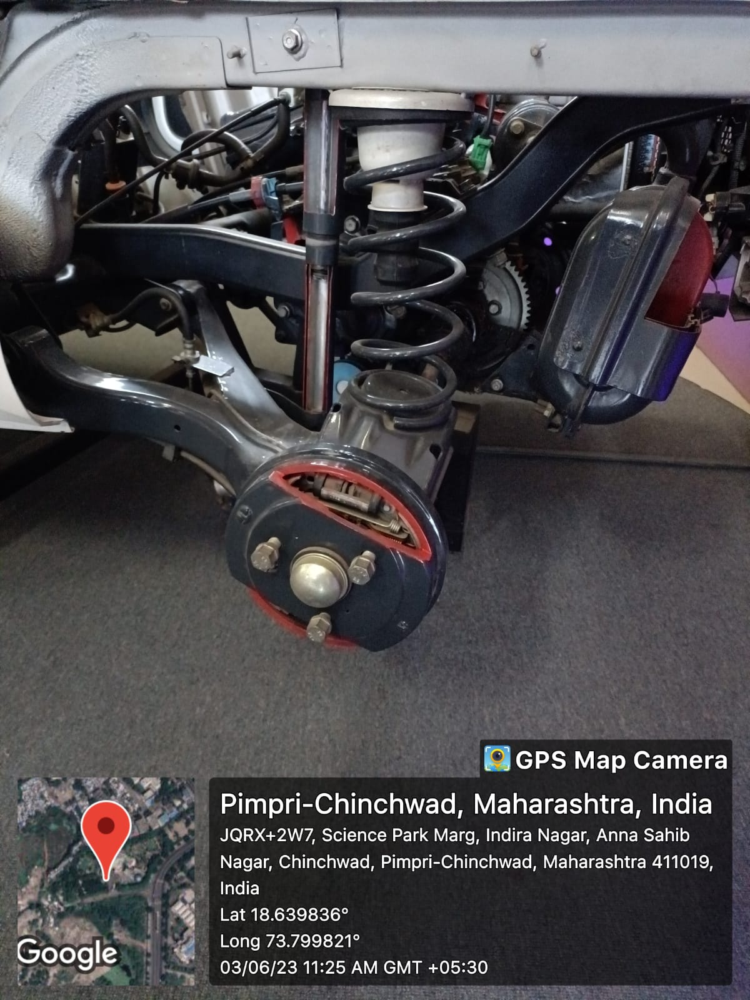 GPS Map Camera
Pimpri-Chinchwad, Maharashtra, India
JQRX+2W7, Science Park Marg, Indira Nagar, Anna Sahib
Nagar, Chinchwad, Pimpri-Chinchwad, Maharashtra 411019,
India
Lat 18.639836°
Long 73.799821°
03/06/23 11:25 AM GMT +05:30
Google